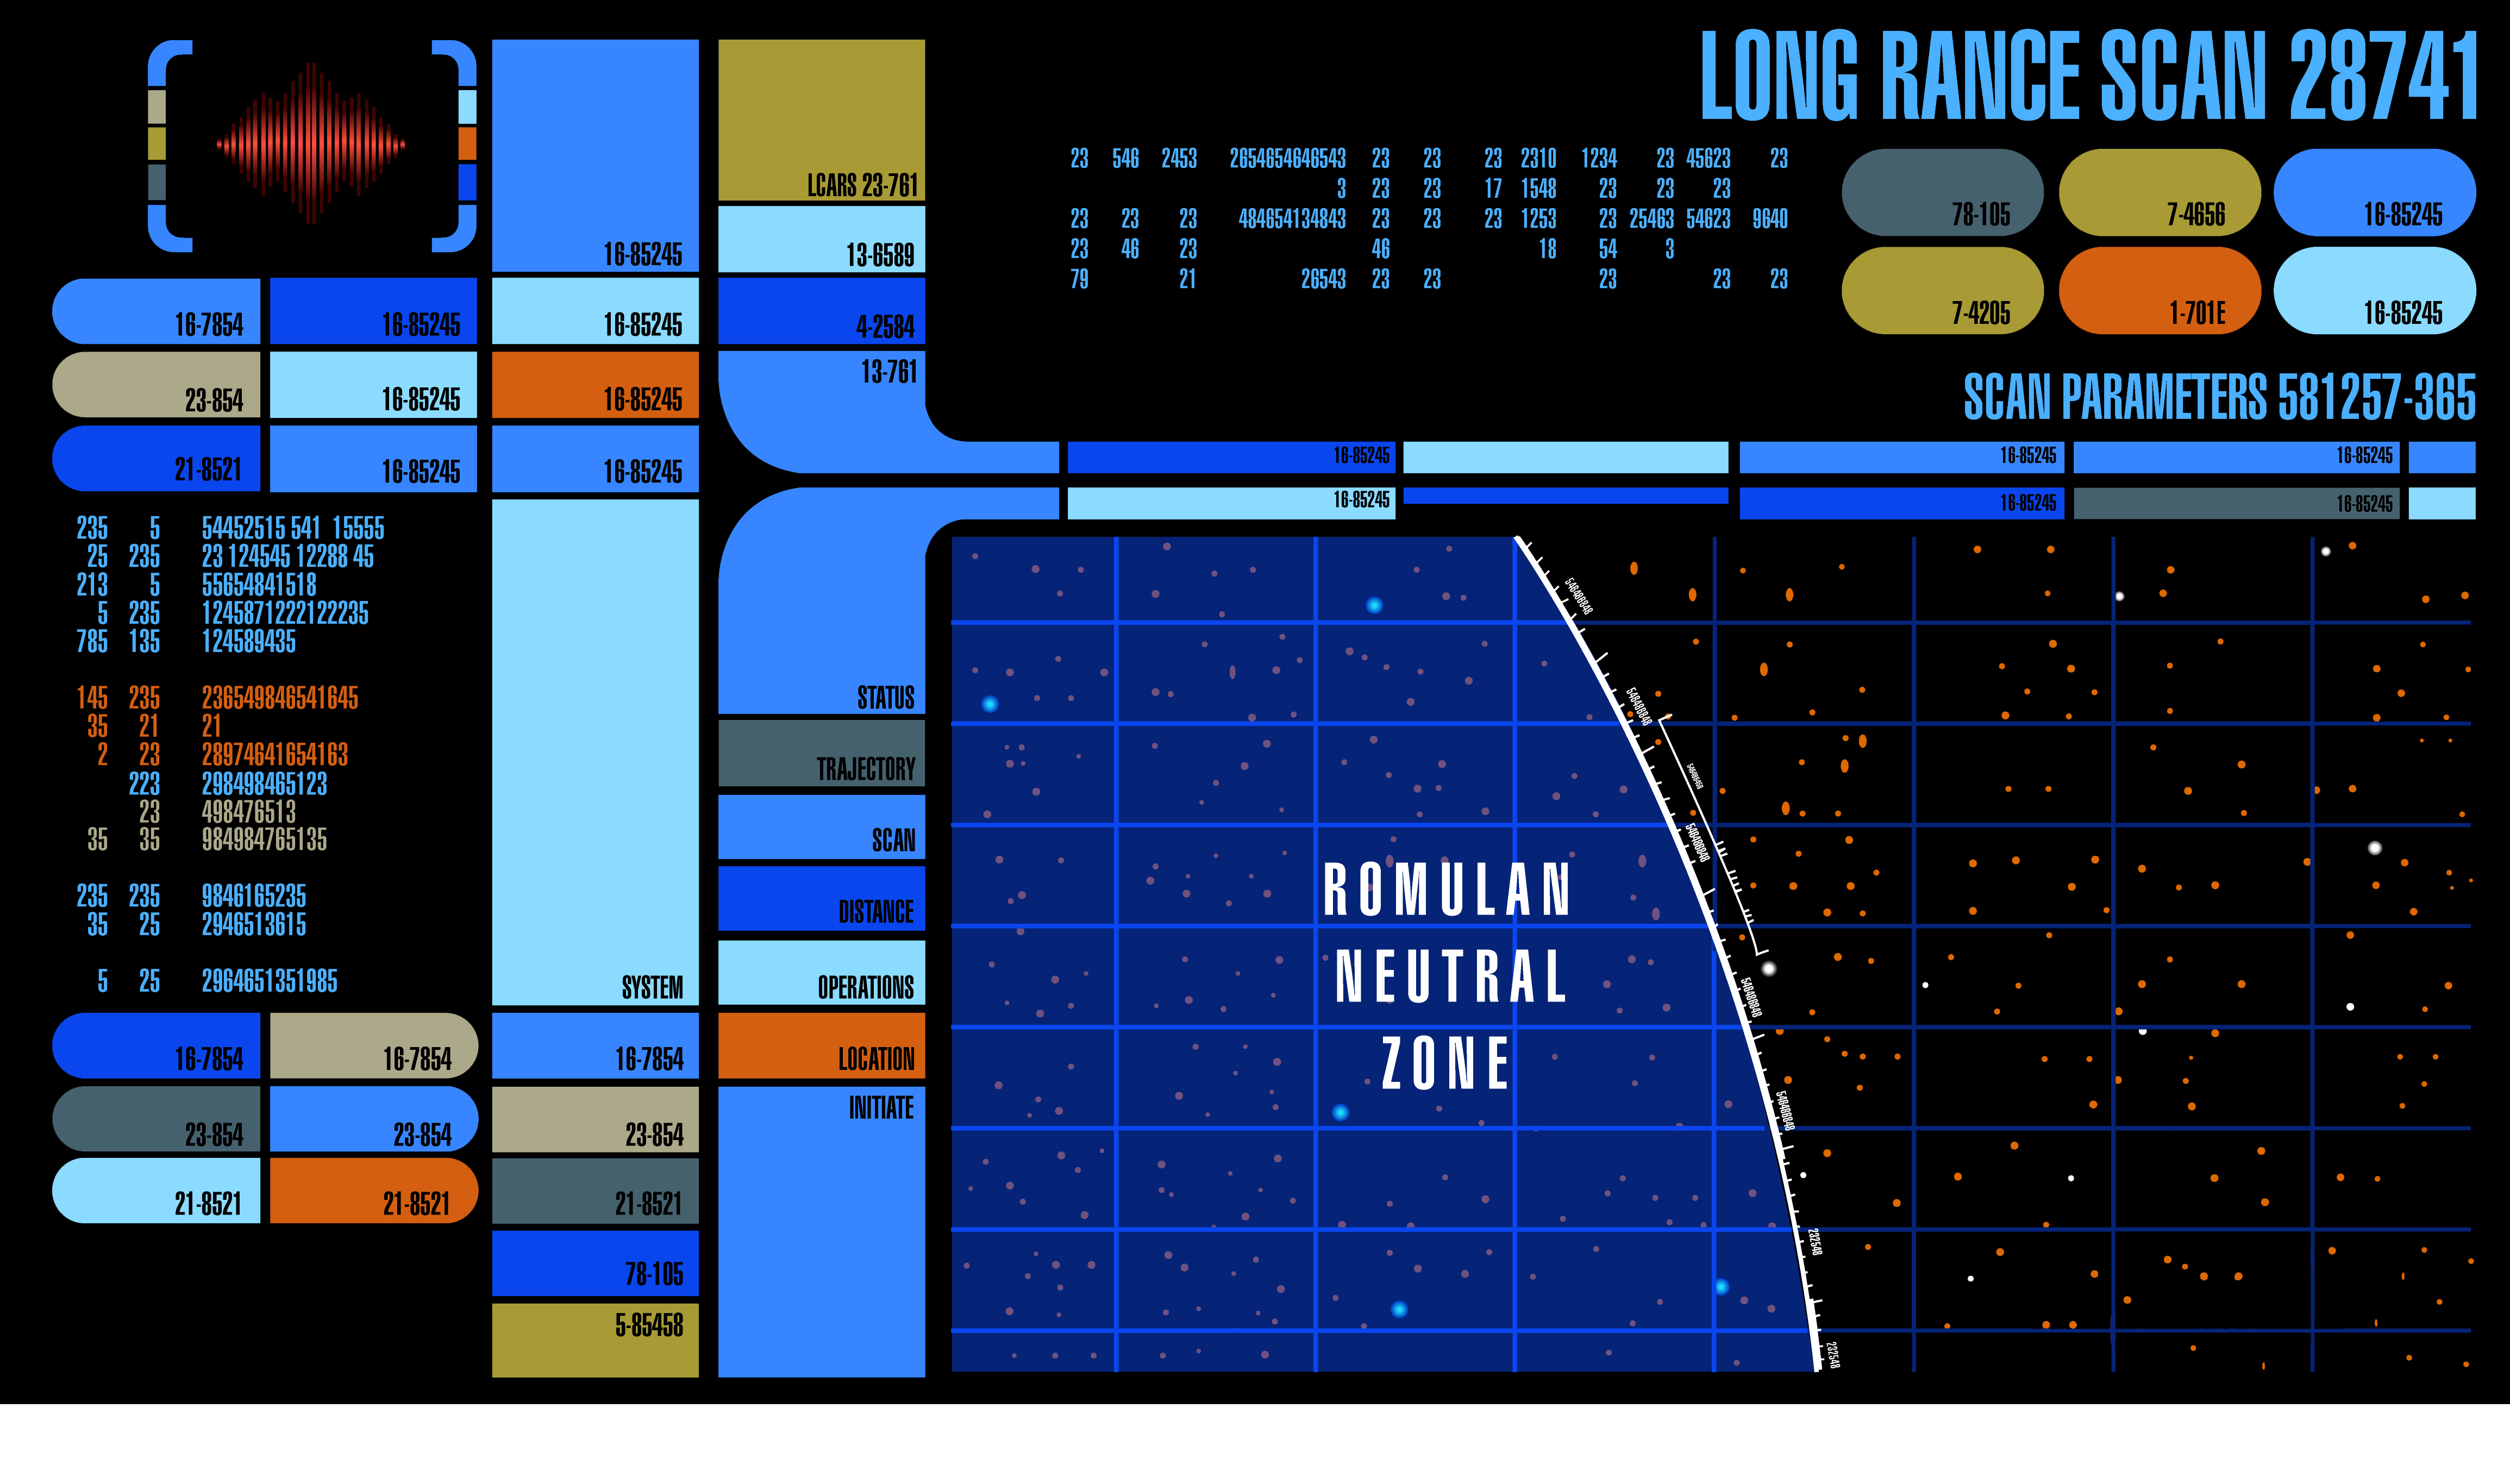 LONG RANCE SCAN 28741
LCARS 23-761
16-85245
13-6589
23 546 2453 2654654646543 23 23 23 2310 1234 23 45623 23
3 23 23 17 1548 23 23 23
23 23 23 484654134843 23 23 23 1253 23 25463 54623 9640
23 46 23 46 18 54 3
79 21 26543 23 23 23 23 23
78-105 7-4656 16-85245
7-4205 1-701E 16-85245
16-7854 16-85245 16-85245 4-2584
23-854 16-85245 16-85245 13-761
21-8521 16-85245 16-85245
SCAN PARAMETERS 581257-365
16-85245 16-85245 16-85245
16-85245 16-85245 16-85245
235 5 54452515 541 15555
25 235 23 124545 12288 45
213 5 55654841518
5 235 1245871222122235
785 135 124589435
145 235 236549846541645
35 21 21
2 23 28974641654163
223 298498465123
23 498476513
35 35 984984765135
235 235 9846165235
35 25 2946513615
5 25 2964651351985
SYSTEM
STATUS
TRAJECTORY
SCAN
DISTANCE
OPERATIONS
LOCATION
INITIATE
16-7854 16-7854 16-7854
23-854 23-854 23-854
21-8521 21-8521 21-8521
78-105
5-85458
ROMULAN
NEUTRAL
ZONE
232548
232548